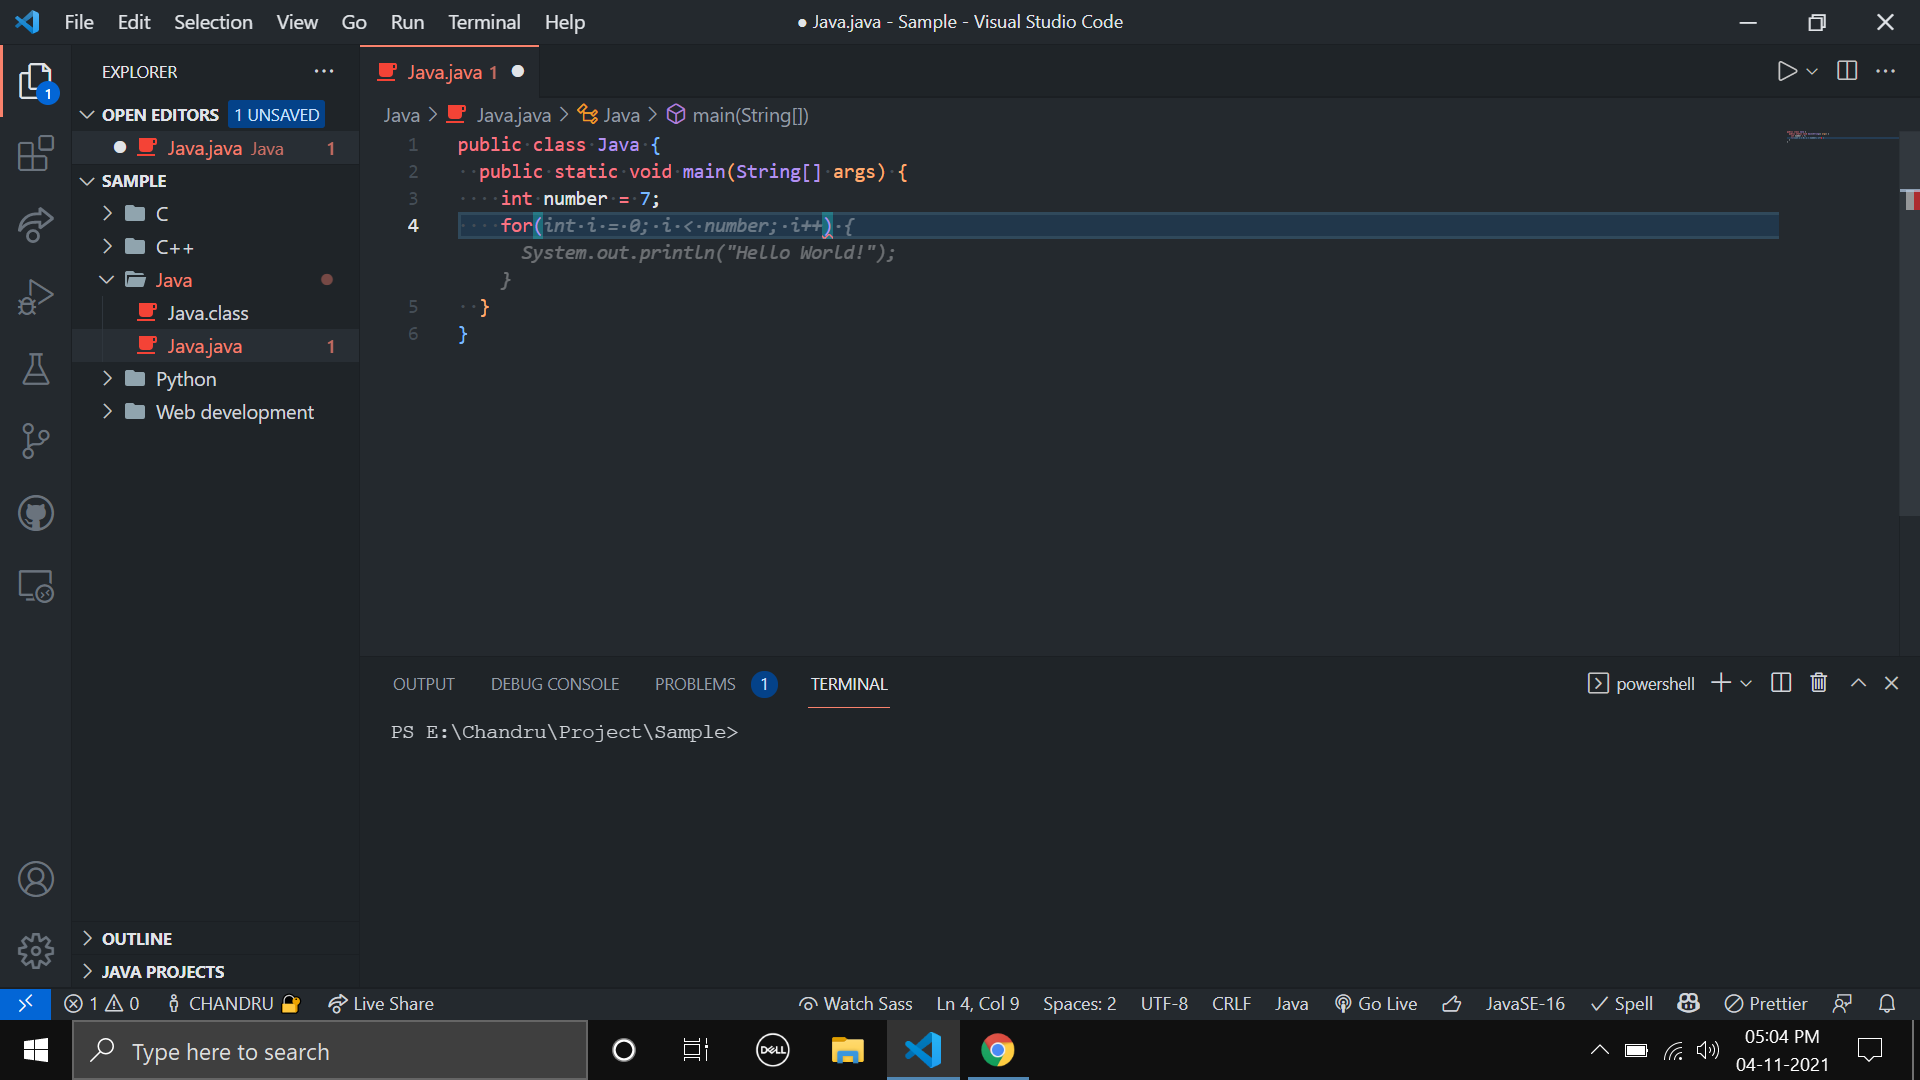 File Edit Selection View Go Run Terminal Help
● Java.java - Sample - Visual Studio Code
1
EXPLORER
OPEN EDITORS 1 UNSAVED
Java.java Java 1
SAMPLE
C
C++
Java
Java.class
Java.java 1
Python
Web development
OUTLINE
JAVA PROJECTS
Java.java 1
Java > Java.java > Java > main(String[])
1 public class Java {
2 public static void main(String[] args) {
3 int number = 7;
4 for(int i = 0; i < number; i++) {
System.out.println("Hello World!");
}
5 }
6 }
OUTPUT DEBUG CONSOLE PROBLEMS 1 TERMINAL
powershell
PS E:\Chandru\Project\Sample>
1 0 CHANDRU Live Share
Watch Sass Ln 4, Col 9 Spaces: 2 UTF-8 CRLF Java Go Live JavaSE-16 Spell Prettier
Type here to search
DELL
05:04 PM
04-11-2021